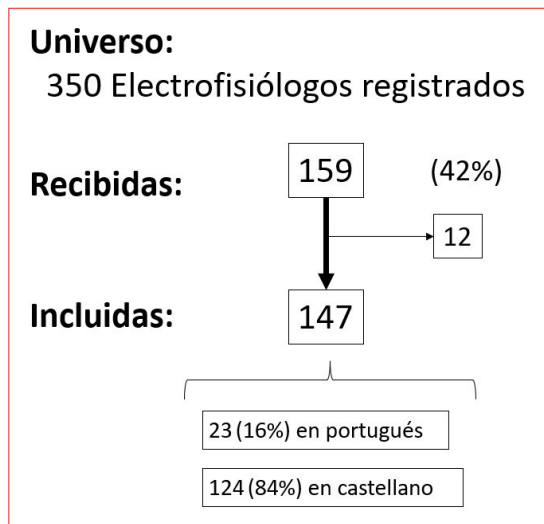 Universo:
350 Electrofisiólogos registrados
Recibidas: 159 (42%)
12
Incluidas: 147
23 (16%) en portugués
124 (84%) en castellano